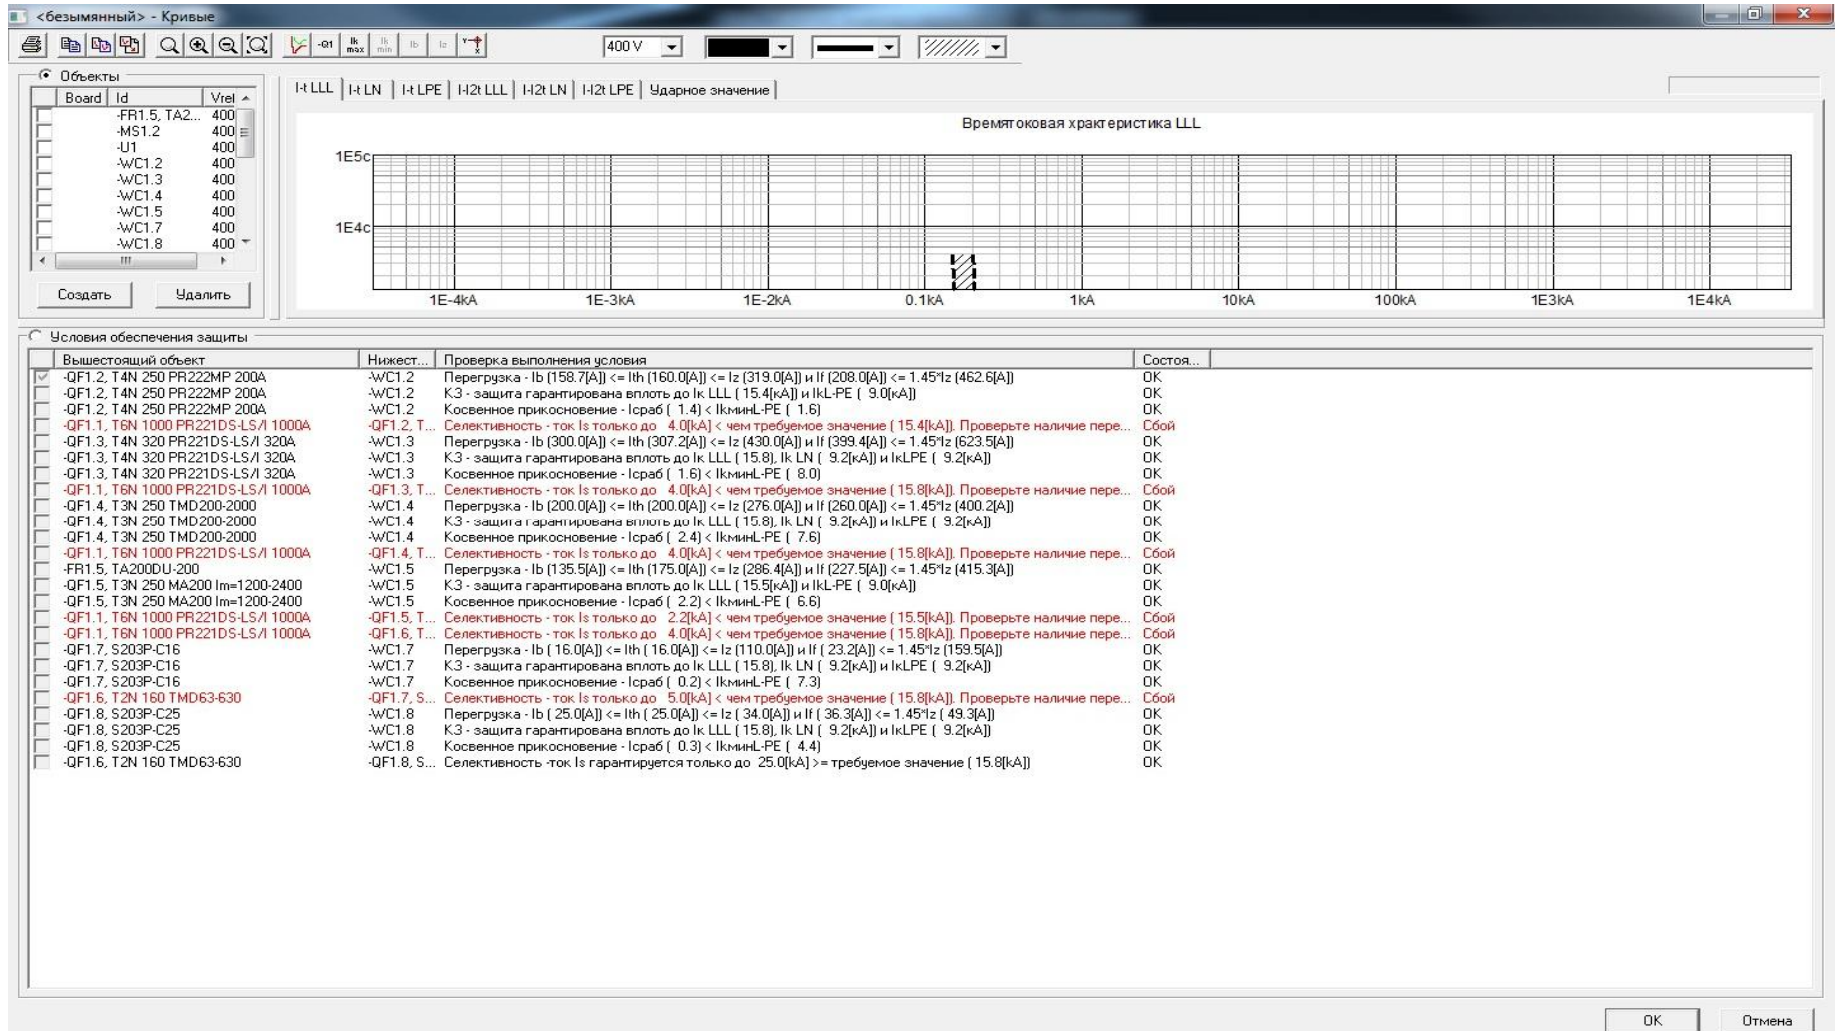 <безымянный> - Кривые
-Q1 Ik max Ik min Ib Iz Y X 400 V
Объекты
Board Id Vrel
-FR1.5, TA2... 400
-MS1.2 400
-U1 400
-WC1.2 400
-WC1.3 400
-WC1.4 400
-WC1.5 400
-WC1.7 400
-WC1.8 400
Создать Удалить
I-t LLL I-t LN I-t LPE I-I2t LLL I-I2t LN I-I2t LPE Ударное значение
Времятоковая храктеристика LLL
1E5c
1E4c
1E-4kA 1E-3kA 1E-2kA 0.1kA 1kA 10kA 100kA 1E3kA 1E4kA
Условия обеспечения защиты
Вышестоящий объект Нижест... Проверка выполнения условия Состоя...
-QF1.2, T4N 250 PR222MP 200A -WC1.2 Перегрузка - Ib (158.7[A]) <= Ith (160.0[A]) <= Iz (319.0[A]) и If (208.0[A]) <= 1.45*Iz (462.6[A]) OK
-QF1.2, T4N 250 PR222MP 200A -WC1.2 К.З - защита гарантирована вплоть до Iк LLL ( 15.4[кА]) и IkL-PE ( 9.0[кА]) OK
-QF1.2, T4N 250 PR222MP 200A -WC1.2 Косвенное прикосновение - Iсраб ( 1.4) < IkминL-PE ( 1.6) OK
-QF1.1, T6N 1000 PR221DS-LS/I 1000A -QF1.2, T... Селективность - ток Is только до 4.0[kA] < чем требуемое значение ( 15.4[kA]). Проверьте наличие пере... Сбой
-QF1.3, T4N 320 PR221DS-LS/I 320A -WC1.3 Перегрузка - Ib (300.0[A]) <= Ith (307.2[A]) <= Iz (430.0[A]) и If (399.4[A]) <= 1.45*Iz (623.5[A]) OK
-QF1.3, T4N 320 PR221DS-LS/I 320A -WC1.3 К.З - защита гарантирована вплоть до Iк LLL ( 15.8), Ik LN ( 9.2[кА]) и IкLPE ( 9.2[кА]) OK
-QF1.3, T4N 320 PR221DS-LS/I 320A -WC1.3 Косвенное прикосновение - Iсраб ( 1.6) < IkминL-PE ( 8.0) OK
-QF1.1, T6N 1000 PR221DS-LS/I 1000A -QF1.3, T... Селективность - ток Is только до 4.0[kA] < чем требуемое значение ( 15.8[kA]). Проверьте наличие пере... Сбой
-QF1.4, T3N 250 TMD200-2000 -WC1.4 Перегрузка - Ib (200.0[A]) <= Ith (200.0[A]) <= Iz (276.0[A]) и If (260.0[A]) <= 1.45*Iz (400.2[A]) OK
-QF1.4, T3N 250 TMD200-2000 -WC1.4 К.З - защита гарантирована вплоть до Iк LLL ( 15.8), Ik LN ( 9.2[кА]) и IкLPE ( 9.2[кА]) OK
-QF1.4, T3N 250 TMD200-2000 -WC1.4 Косвенное прикосновение - Iсраб ( 2.4) < IkминL-PE ( 7.6) OK
-QF1.1, T6N 1000 PR221DS-LS/I 1000A -QF1.4, T... Селективность - ток Is только до 4.0[kA] < чем требуемое значение ( 15.8[kA]). Проверьте наличие пере... Сбой
-FR1.5, TA200DU-200 -WC1.5 Перегрузка - Ib (135.5[A]) <= Ith (175.0[A]) <= Iz (286.4[A]) и If (227.5[A]) <= 1.45*Iz (415.3[A]) OK
-QF1.5, T3N 250 MA200 Im=1200-2400 -WC1.5 К.З - защита гарантирована вплоть до Iк LLL ( 15.5[кА]) и IkL-PE ( 9.0[кА]) OK
-QF1.5, T3N 250 MA200 Im=1200-2400 -WC1.5 Косвенное прикосновение - Iсраб ( 2.2) < IkминL-PE ( 6.6) OK
-QF1.1, T6N 1000 PR221DS-LS/I 1000A -QF1.5, T... Селективность - ток Is только до 2.2[kA] < чем требуемое значение ( 15.5[kA]). Проверьте наличие пере... Сбой
-QF1.1, T6N 1000 PR221DS-LS/I 1000A -QF1.6, T... Селективность - ток Is только до 4.0[kA] < чем требуемое значение ( 15.8[kA]). Проверьте наличие пере... Сбой
-QF1.7, S203P-C16 -WC1.7 Перегрузка - Ib ( 16.0[A]) <= Ith ( 16.0[A]) <= Iz (110.0[A]) и If ( 23.2[A]) <= 1.45*Iz (159.5[A]) OK
-QF1.7, S203P-C16 -WC1.7 К.З - защита гарантирована вплоть до Iк LLL ( 15.8), Ik LN ( 9.2[кА]) и IкLPE ( 9.2[кА]) OK
-QF1.7, S203P-C16 -WC1.7 Косвенное прикосновение - Iсраб ( 0.2) < IkминL-PE ( 7.3) OK
-QF1.6, T2N 160 TMD63-630 -QF1.7, S... Селективность - ток Is только до 5.0[kA] < чем требуемое значение ( 15.8[kA]). Проверьте наличие пере... Сбой
-QF1.8, S203P-C25 -WC1.8 Перегрузка - Ib ( 25.0[A]) <= Ith ( 25.0[A]) <= Iz ( 34.0[A]) и If ( 36.3[A]) <= 1.45*Iz ( 49.3[A]) OK
-QF1.8, S203P-C25 -WC1.8 К.З - защита гарантирована вплоть до Iк LLL ( 15.8), Ik LN ( 9.2[кА]) и IкLPE ( 9.2[кА]) OK
-QF1.8, S203P-C25 -WC1.8 Косвенное прикосновение - Iсраб ( 0.3) < IkминL-PE ( 4.4) OK
-QF1.6, T2N 160 TMD63-630 -QF1.8, S... Селективность -ток Is гарантируется только до 25.0[kA] >= требуемое значение ( 15.8[kA]) OK
OK Отмена